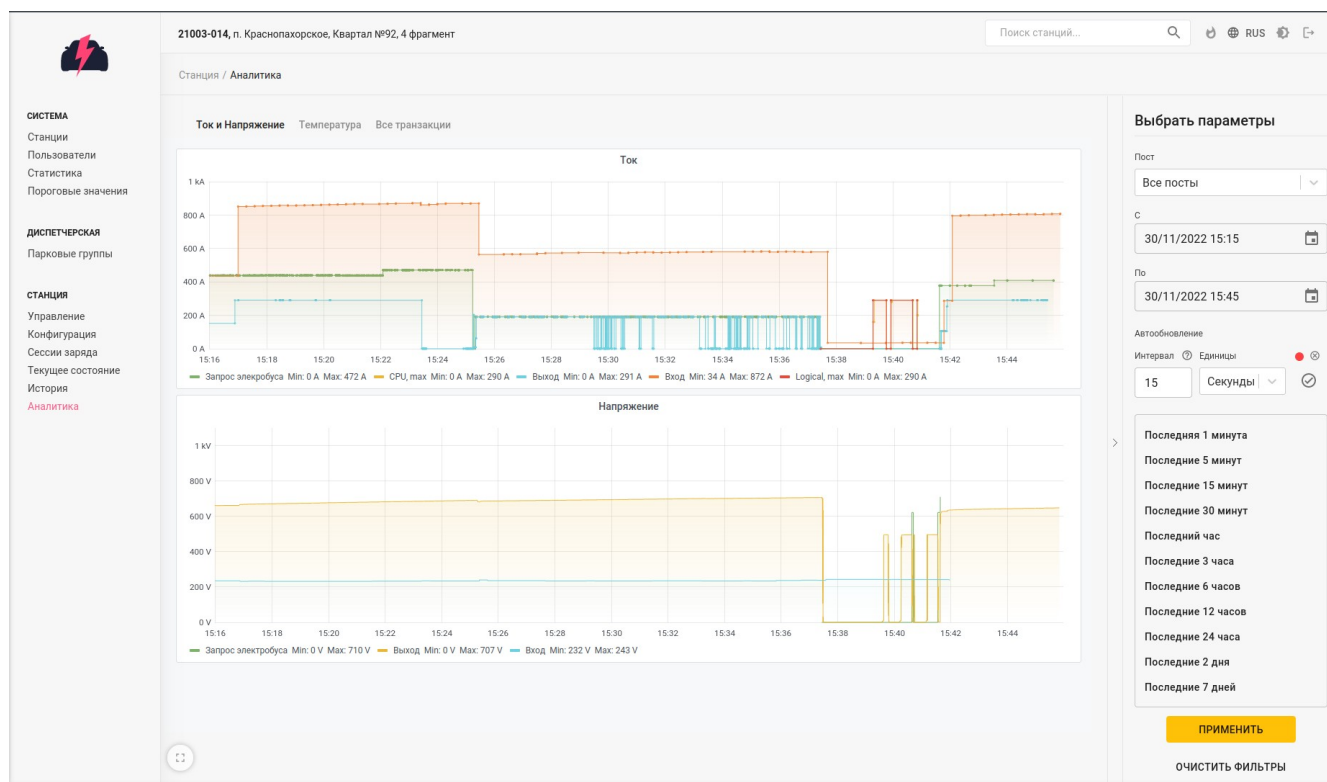 21003-014, п. Краснопахорское, Квартал №92, 4 фрагмент
Поиск станций...
RUS
Станция / Аналитика
СИСТЕМА
Станции
Пользователи
Статистика
Пороговые значения
ДИСПЕТЧЕРСКАЯ
Парковые группы
СТАНЦИЯ
Управление
Конфигурация
Сессии заряда
Текущее состояние
История
Аналитика
Ток и Напряжение Температура Все транзакции
Ток
1 kA
800 A
600 A
400 A
200 A
0 A
15:16 15:18 15:20 15:22 15:24 15:26 15:28 15:30 15:32 15:34 15:36 15:38 15:40 15:42 15:44
Запрос элекробуса Min: 0 A Max: 472 A CPU, max Min: 0 A Max: 290 A Выход Min: 0 A Max: 291 A Вход Min: 34 A Max: 872 A Logical, max Min: 0 A Max: 290 A
Напряжение
1 kV
800 V
600 V
400 V
200 V
0 V
15:16 15:18 15:20 15:22 15:24 15:26 15:28 15:30 15:32 15:34 15:36 15:38 15:40 15:42 15:44
Запрос электробуса Min: 0 V Max: 710 V Выход Min: 0 V Max: 707 V Вход Min: 232 V Max: 243 V
Выбрать параметры
Пост
Все посты
С
30/11/2022 15:15
По
30/11/2022 15:45
Автообновление
Интервал Единицы
15 Секунды
Последняя 1 минута
Последние 5 минут
Последние 15 минут
Последние 30 минут
Последний час
Последние 3 часа
Последние 6 часов
Последние 12 часов
Последние 24 часа
Последние 2 дня
Последние 7 дней
ПРИМЕНИТЬ
ОЧИСТИТЬ ФИЛЬТРЫ